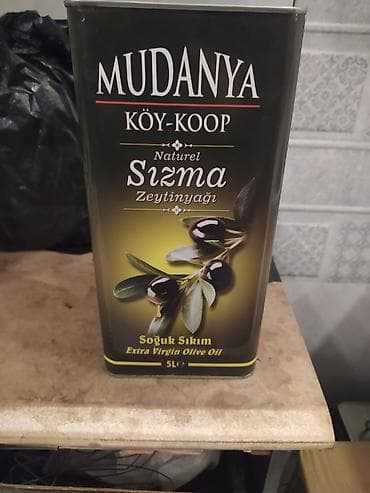 MUDANYA
KÖY-KOOP
Naturel
Sızma
Zeytinyağı
Soğuk Sıkım
Extra Virgin Olive Oil
5L℮